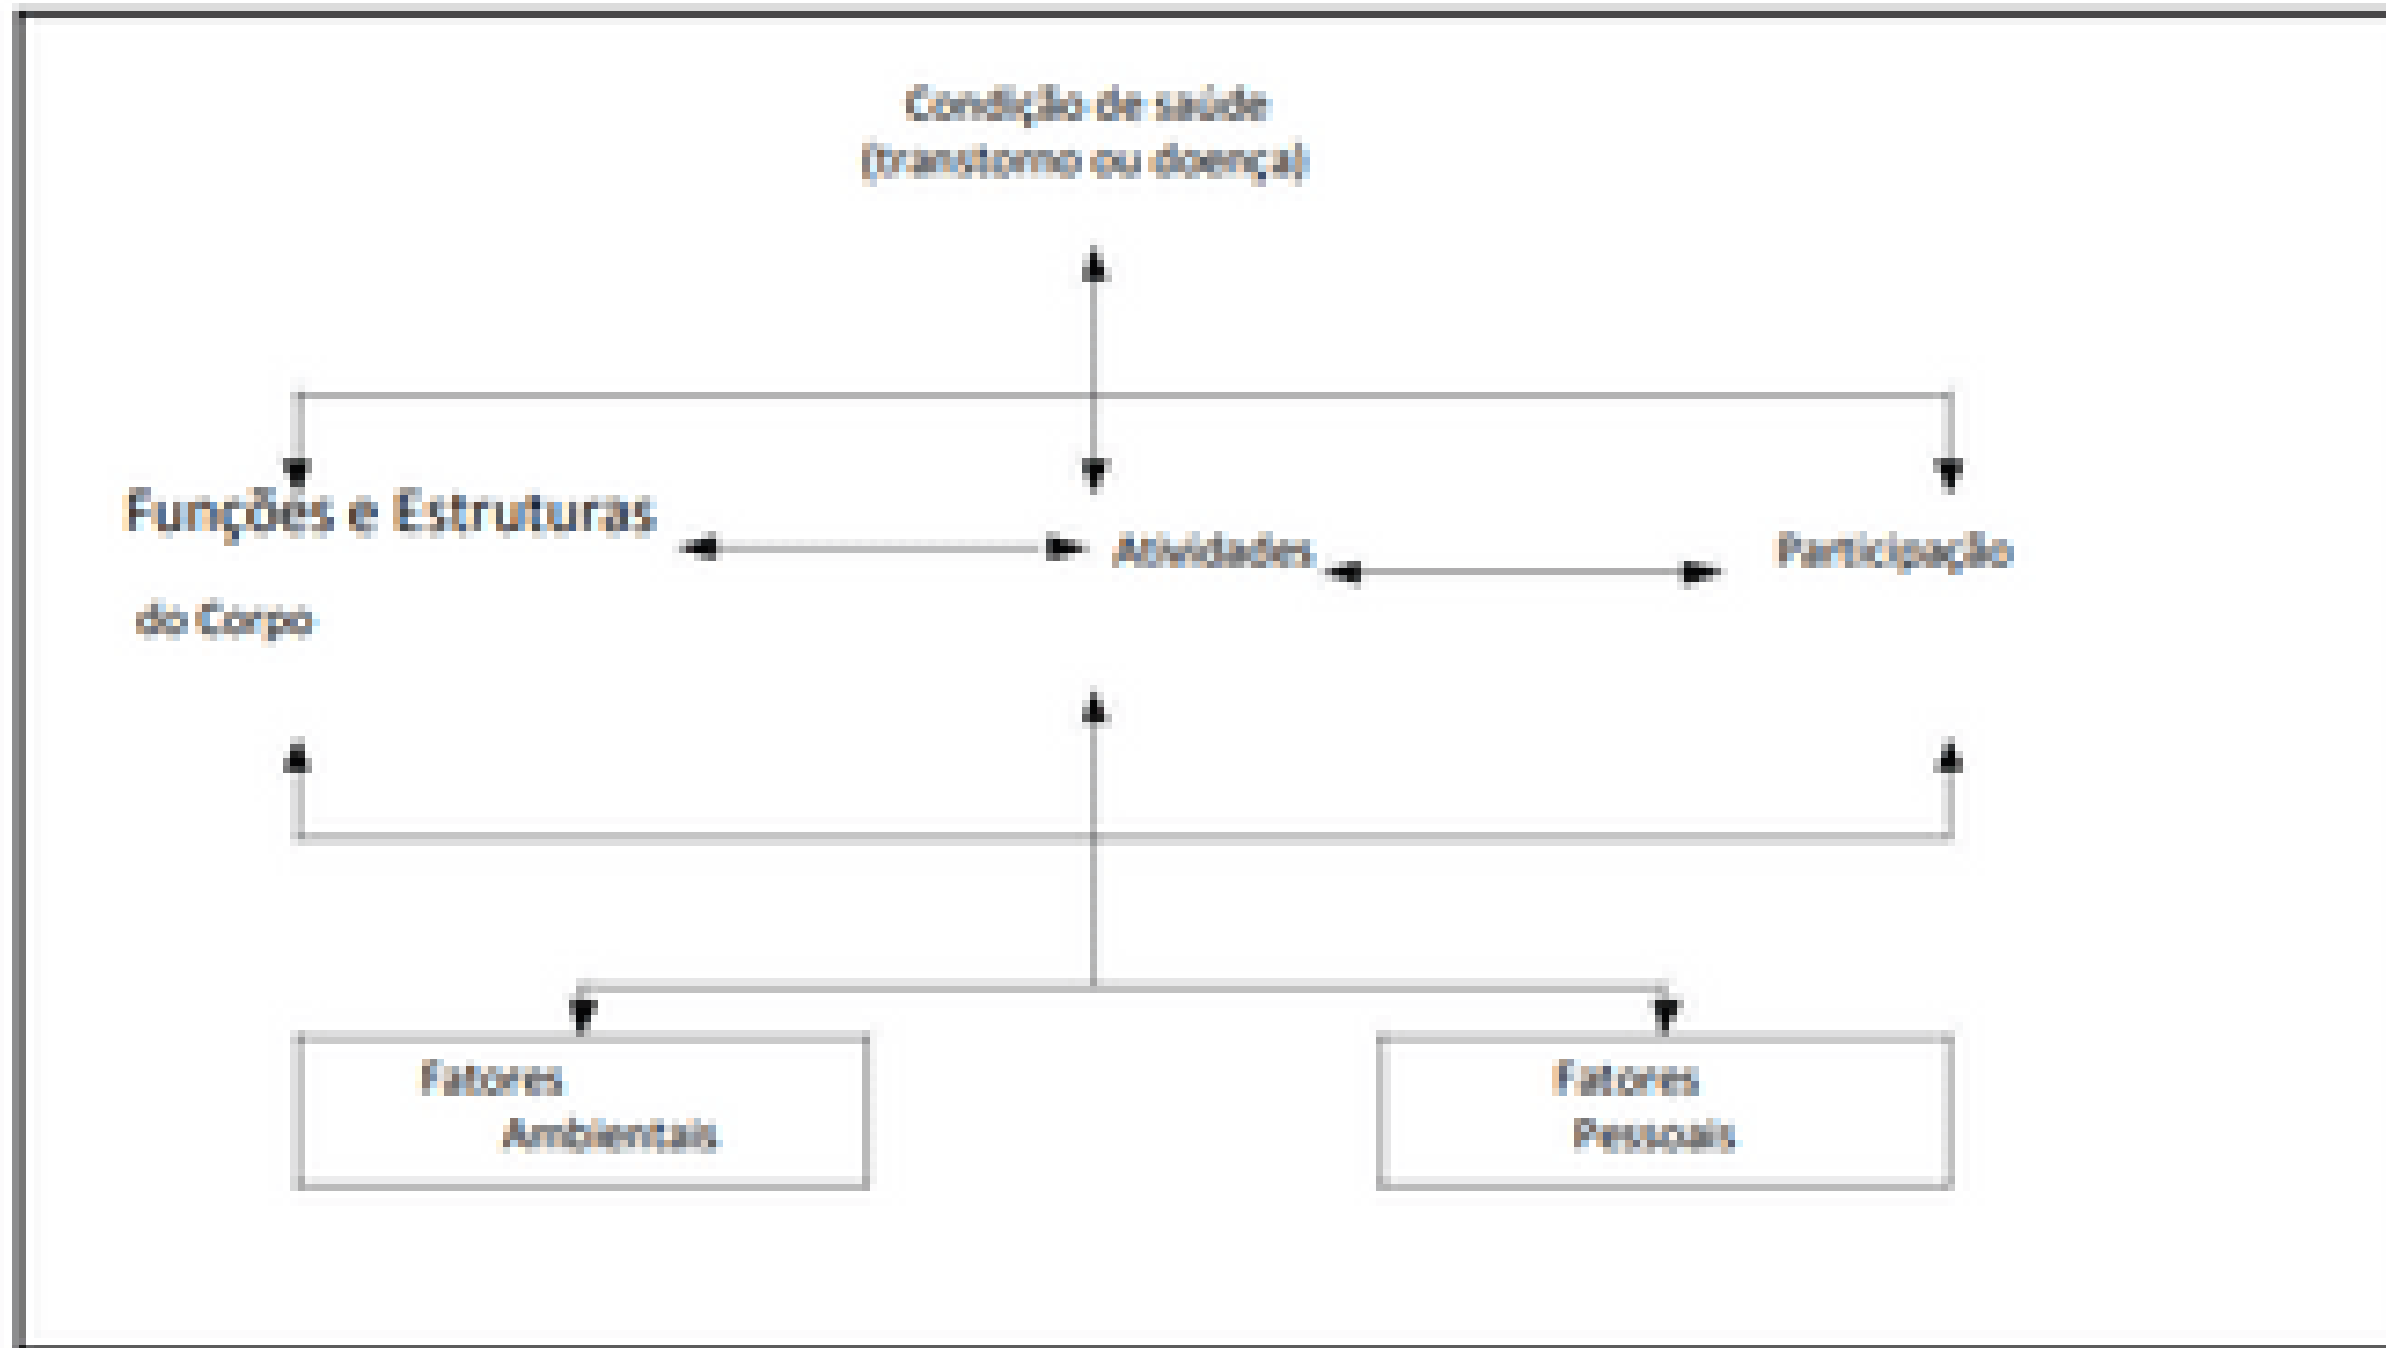 Condição de saúde
(transtorno ou doença)
Funções e Estruturas
do Corpo
Atividades
Participação
Fatores
Ambientais
Fatores
Pessoais